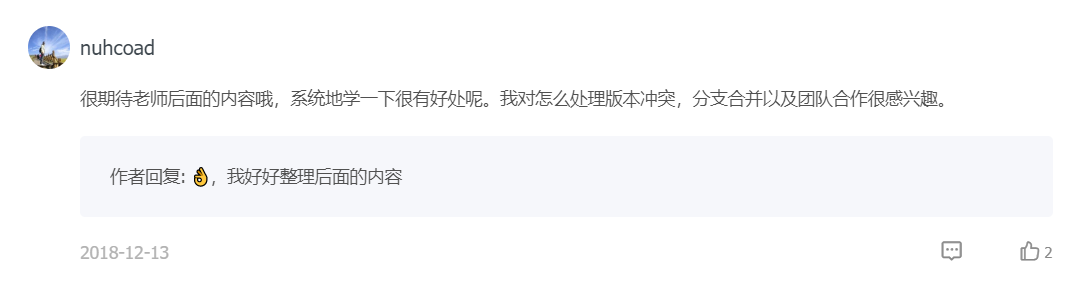 nuhcoad
很期待老师后面的内容哦，系统地学一下很有好处呢。我对怎么处理版本冲突，分支合并以及团队合作很感兴趣。
作者回复: 👌，我好好整理后面的内容
2018-12-13
2